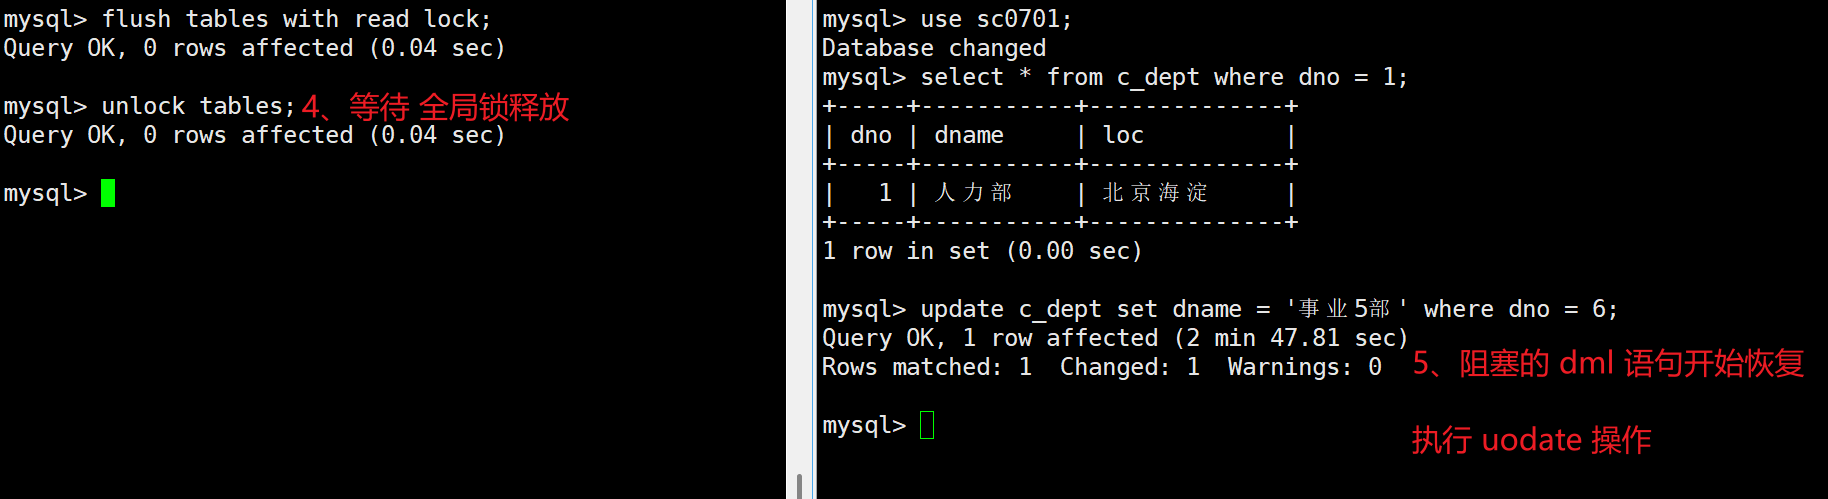 mysql> flush tables with read lock;
Query OK, 0 rows affected (0.04 sec)
mysql> unlock tables;4、等待 全局锁释放
Query OK, 0 rows affected (0.04 sec)
mysql>
mysql> use sc0701;
Database changed
mysql> select * from c_dept where dno = 1;
+-----+-----------+--------------+
| dno | dname     | loc          |
+-----+-----------+--------------+
|   1 | 人力部     | 北京海淀      |
+-----+-----------+--------------+
1 row in set (0.00 sec)
mysql> update c_dept set dname = '事业5部' where dno = 6;
Query OK, 1 row affected (2 min 47.81 sec)
Rows matched: 1  Changed: 1  Warnings: 0
5、阻塞的 dml 语句开始恢复
mysql>
执行 uodate 操作